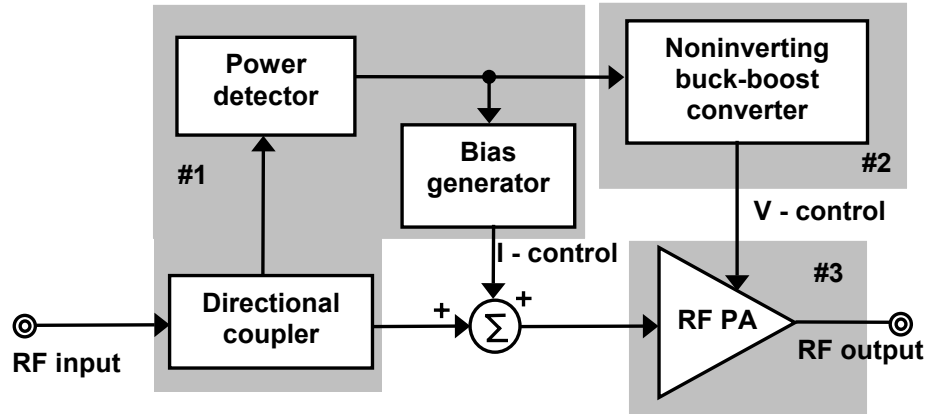 Power
detector
Noninverting
buck-boost
converter
#1
Bias
generator
#2
V - control
I - control
#3
Directional
coupler
+
+
Σ
RF PA
RF input
RF output